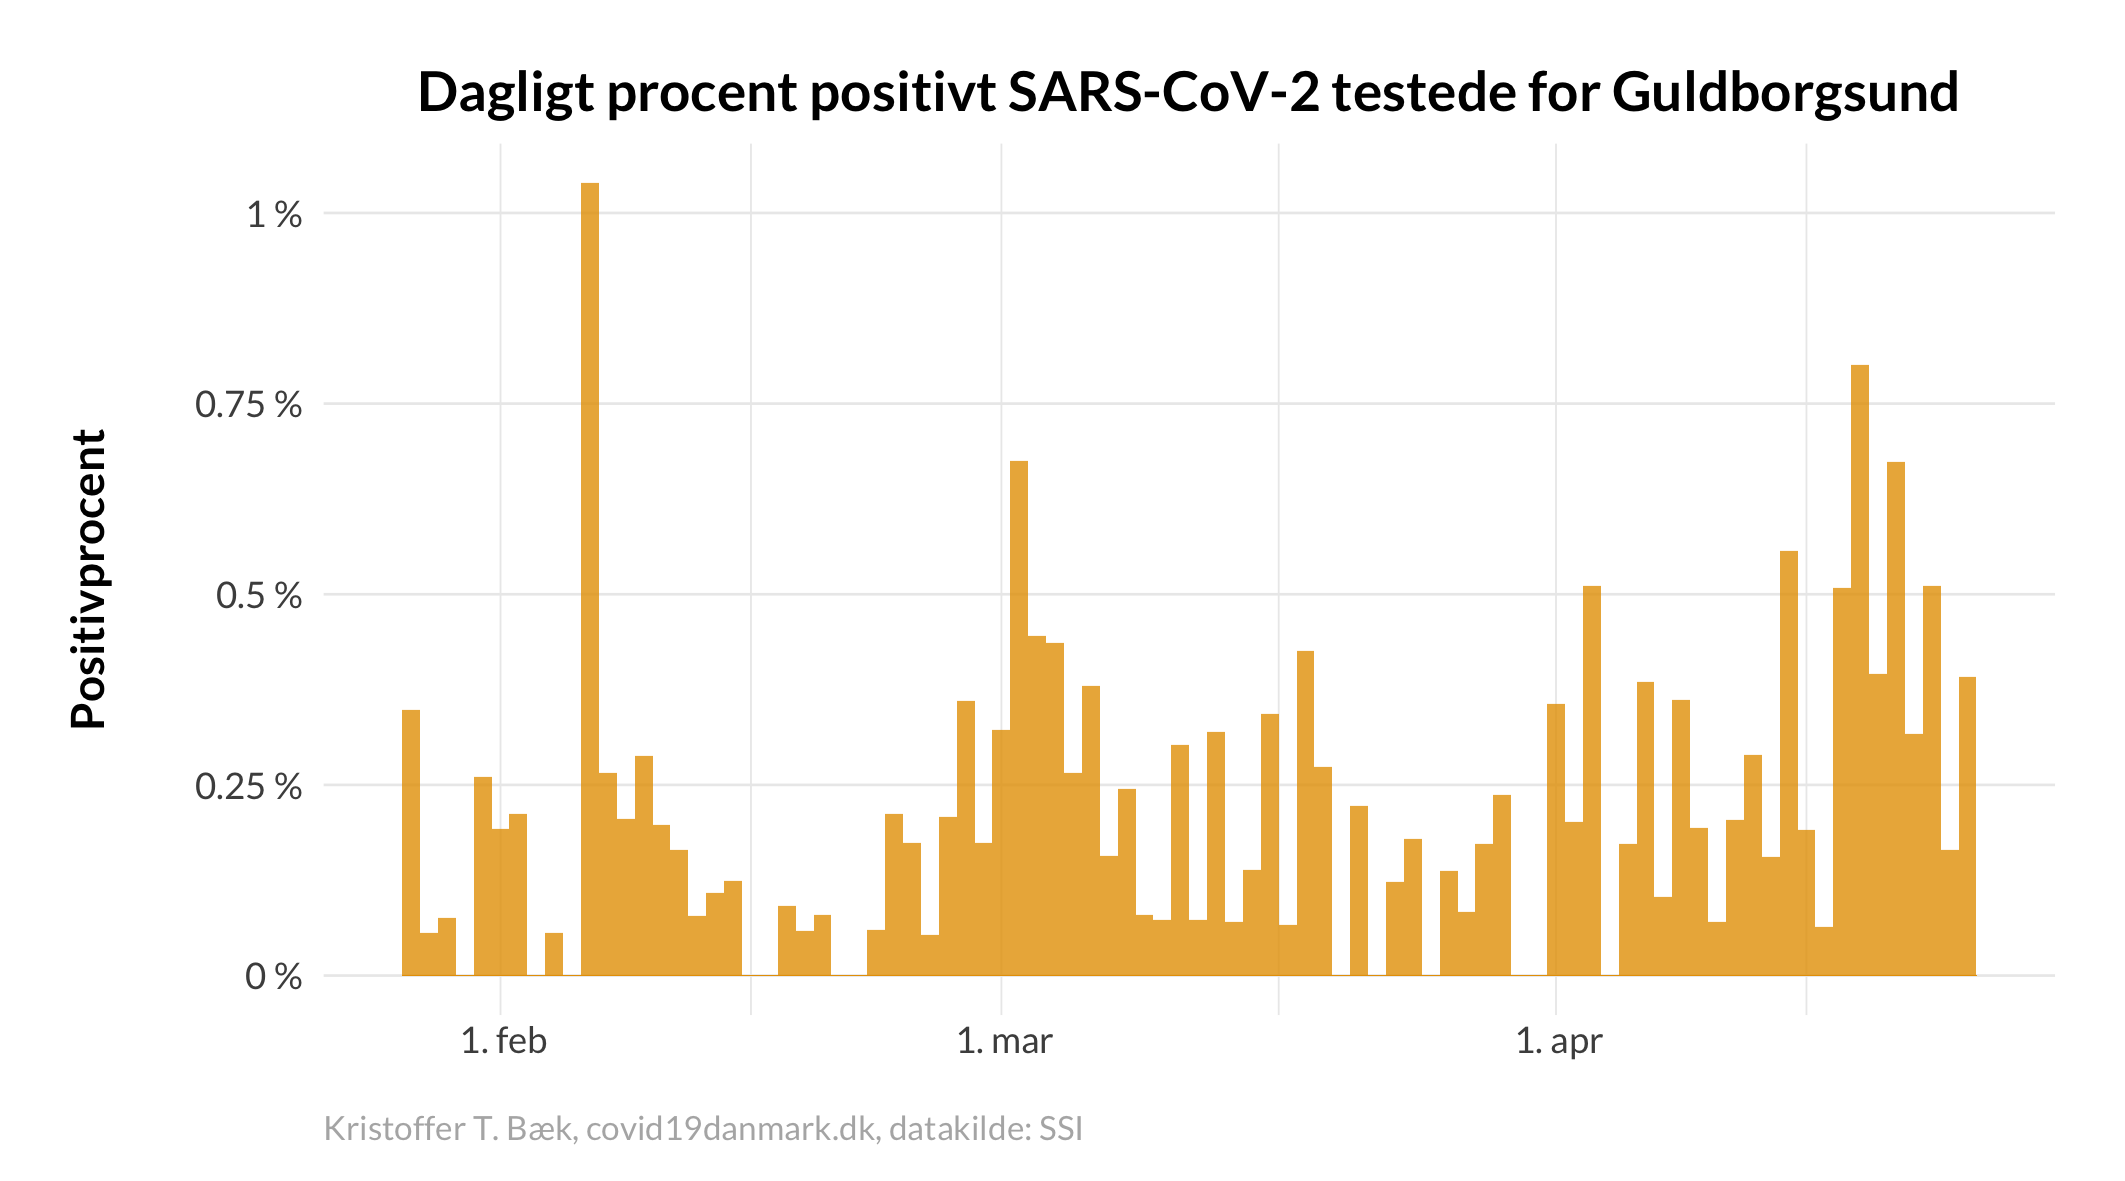 Dagligt procent positivt SARS-CoV-2 testede for Guldborgsund
Positivprocent
1 %
0.75 %
0.5 %
0.25 %
0 %
1. feb
1. mar
1. apr
Kristoffer T. Bæk, covid19danmark.dk, datakilde: SSI